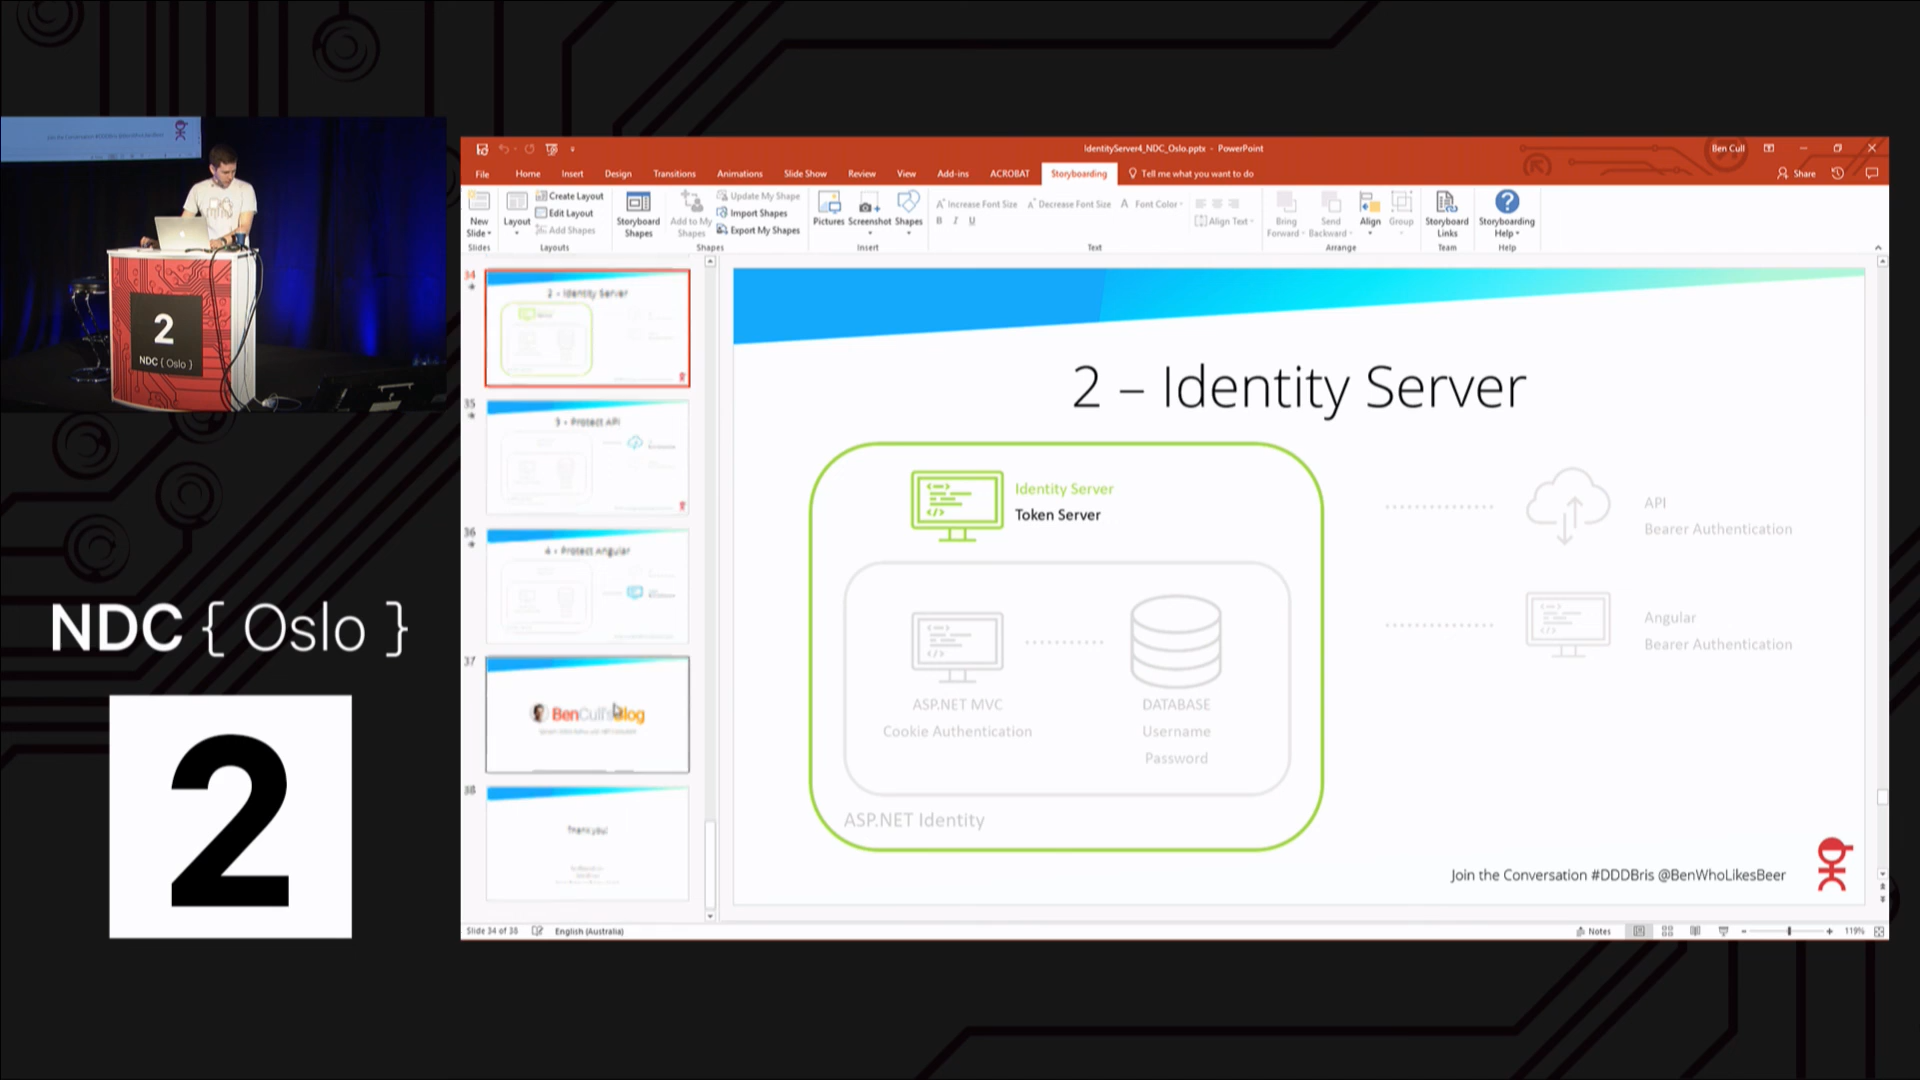 2
NDC { Oslo }
NDC { Oslo }
2
IdentityServer4_NDC_Oslo.pptx - PowerPoint
Ben Cull
File Home Insert Design Transitions Animations Slide Show Review View Add-ins ACROBAT Storyboarding Tell me what you want to do
Share
New Slide
Slides
Layout
Create Layout
Edit Layout
Add Shapes
Layouts
Storyboard Shapes
Add to My Shapes
Update My Shape
Import Shapes
Export My Shapes
Shapes
Pictures Screenshot Shapes
Insert
Increase Font Size Decrease Font Size Font Color
B I U
Align Text
Text
Bring Forward
Send Backward
Align Group
Arrange
Storyboard Links
Team
Storyboarding Help
Help
34
2 - Identity Server
35
3 - Protect API
36
4 - Protect Angular
37
BenCull'sBlog
38
Thank you!
2 – Identity Server
Identity Server
Token Server
ASP.NET MVC
Cookie Authentication
DATABASE
Username
Password
ASP.NET Identity
API
Bearer Authentication
Angular
Bearer Authentication
Join the Conversation #DDDBris @BenWhoLikesBeer
Slide 34 of 38
English (Australia)
Notes
119%